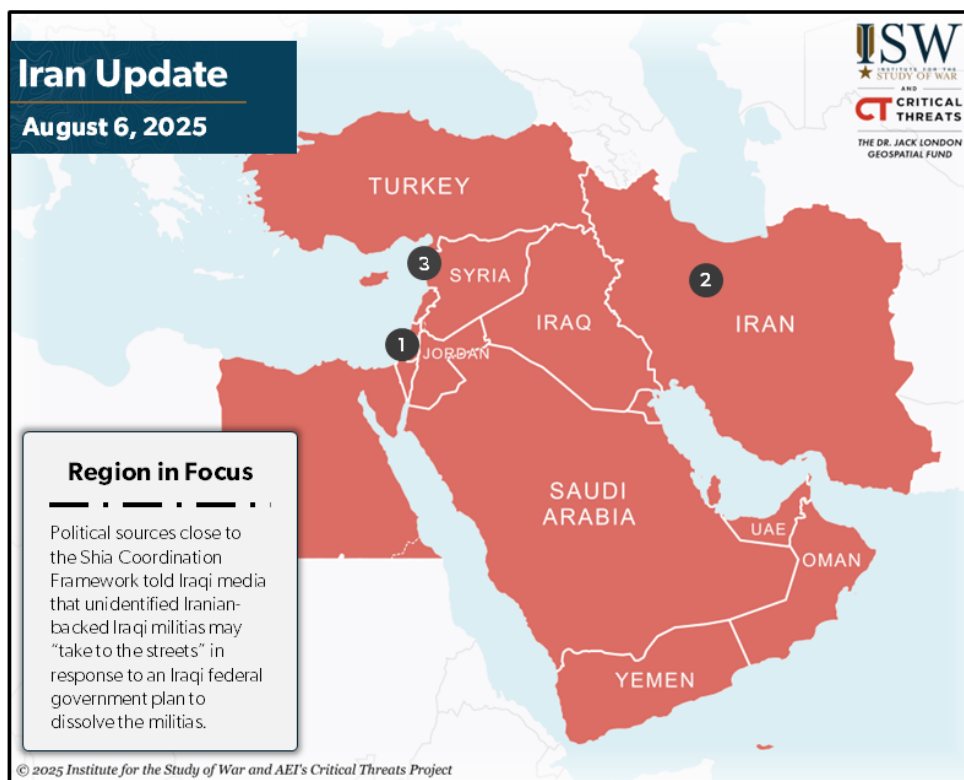 Iran Update
August 6, 2025
ISW
INSTITUTE FOR THE
STUDY OF WAR
AND
CT CRITICAL
THREATS
THE DR. JACK LONDON
GEOSPATIAL FUND
TURKEY
3
SYRIA
2
IRAQ
IRAN
1
JORDAN
SAUDI
ARABIA
UAE
OMAN
YEMEN
Region in Focus
Political sources close to
the Shia Coordination
Framework told Iraqi media
that unidentified Iranian-
backed Iraqi militias may
“take to the streets” in
response to an Iraqi federal
government plan to
dissolve the militias.
© 2025 Institute for the Study of War and AEI's Critical Threats Project